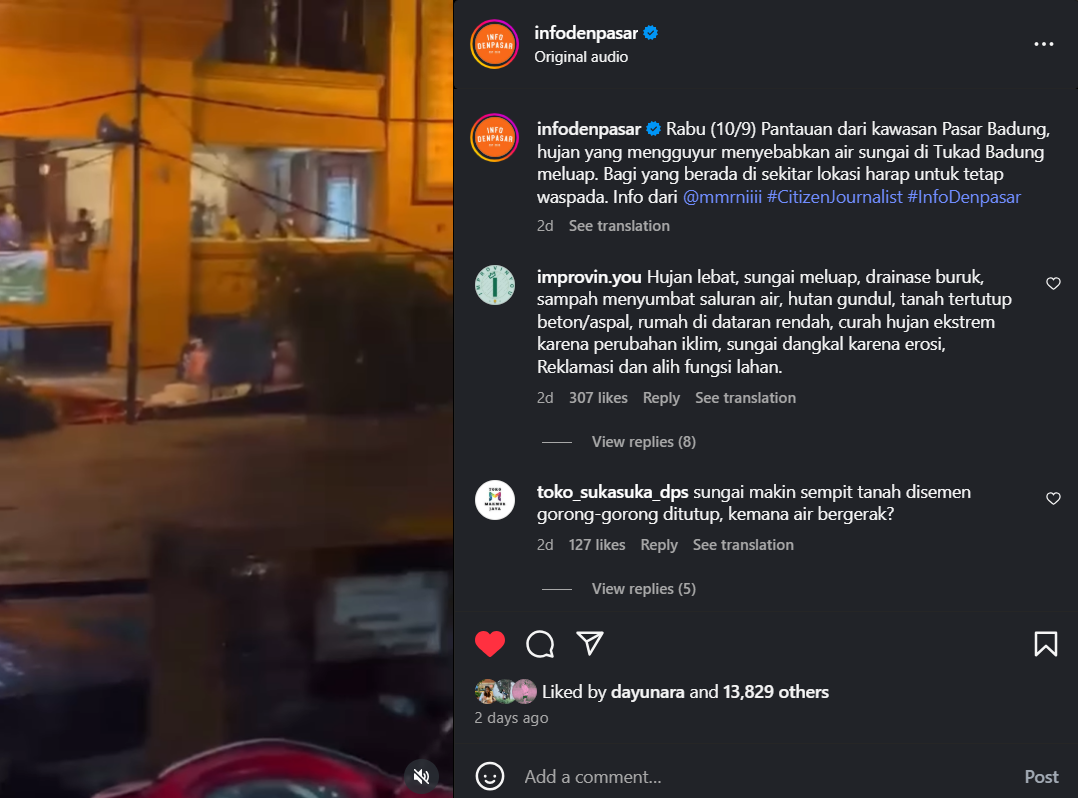 infodenpasar
Original audio
infodenpasar Rabu (10/9) Pantauan dari kawasan Pasar Badung,
hujan yang mengguyur menyebabkan air sungai di Tukad Badung
meluap. Bagi yang berada di sekitar lokasi harap untuk tetap
waspada. Info dari @mmrniiii #CitizenJournalist #InfoDenpasar
2d See translation
improvin.you Hujan lebat, sungai meluap, drainase buruk,
sampah menyumbat saluran air, hutan gundul, tanah tertutup
beton/aspal, rumah di dataran rendah, curah hujan ekstrem
karena perubahan iklim, sungai dangkal karena erosi,
Reklamasi dan alih fungsi lahan.
2d 307 likes Reply See translation
View replies (8)
toko_sukasuka_dps sungai makin sempit tanah disemen
gorong-gorong ditutup, kemana air bergerak?
2d 127 likes Reply See translation
View replies (5)
Liked by dayunara and 13,829 others
2 days ago
Add a comment...
Post
INFO
DENPASAR
INFO
DENPASAR